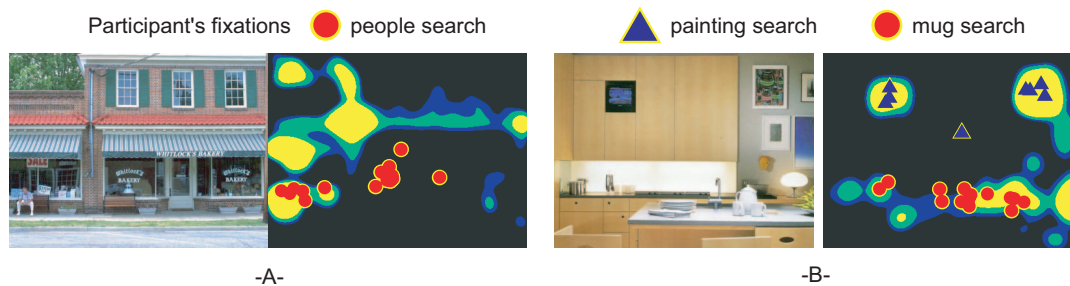 Participant's fixations people search painting search mug search
SALE
WHITLOCK'S BAKERY
Whitlock's
BAKERY
Whitlock's
BAKERY
-A-
-B-